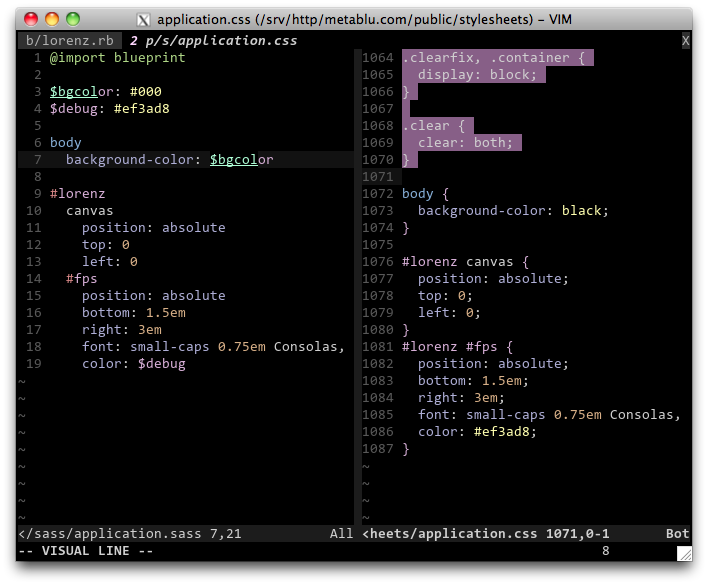 application.css (/srv/http/metablu.com/public/stylesheets) – VIM
b/lorenz.rb 2 p/s/application.css X
1 @import blueprint
2
3 $bgcolor: #000
4 $debug: #ef3ad8
5
6 body
7 background-color: $bgcolor
8
9 #lorenz
10 canvas
11 position: absolute
12 top: 0
13 left: 0
14 #fps
15 position: absolute
16 bottom: 1.5em
17 right: 3em
18 font: small-caps 0.75em Consolas,
19 color: $debug
~
~
~
~
~
~
~
~
~
</sass/application.sass 7,21 All
1064 .clearfix, .container {
1065 display: block;
1066 }
1067
1068 .clear {
1069 clear: both;
1070 }
1071
1072 body {
1073 background-color: black;
1074 }
1075
1076 #lorenz canvas {
1077 position: absolute;
1078 top: 0;
1079 left: 0;
1080 }
1081 #lorenz #fps {
1082 position: absolute;
1083 bottom: 1.5em;
1084 right: 3em;
1085 font: small-caps 0.75em Consolas,
1086 color: #ef3ad8;
1087 }
~
~
~
~
<heets/application.css 1071,0-1 Bot
-- VISUAL LINE -- 8